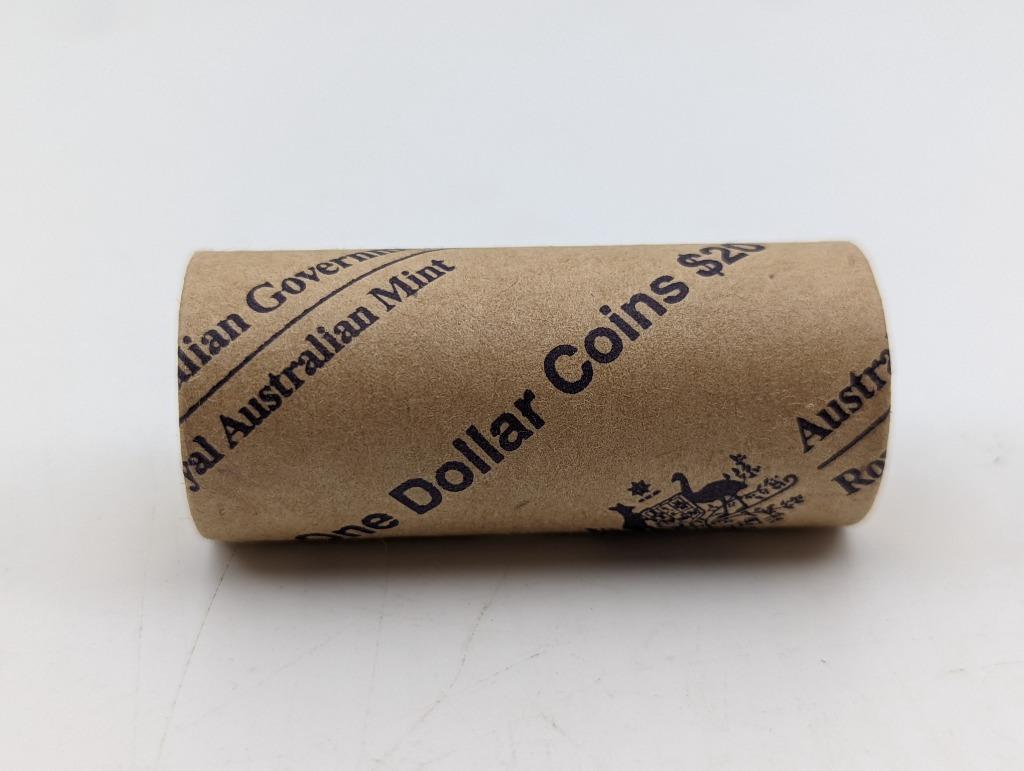 lian Governm
yal Australian Mint
One Dollar Coins $20
Austra
Ro